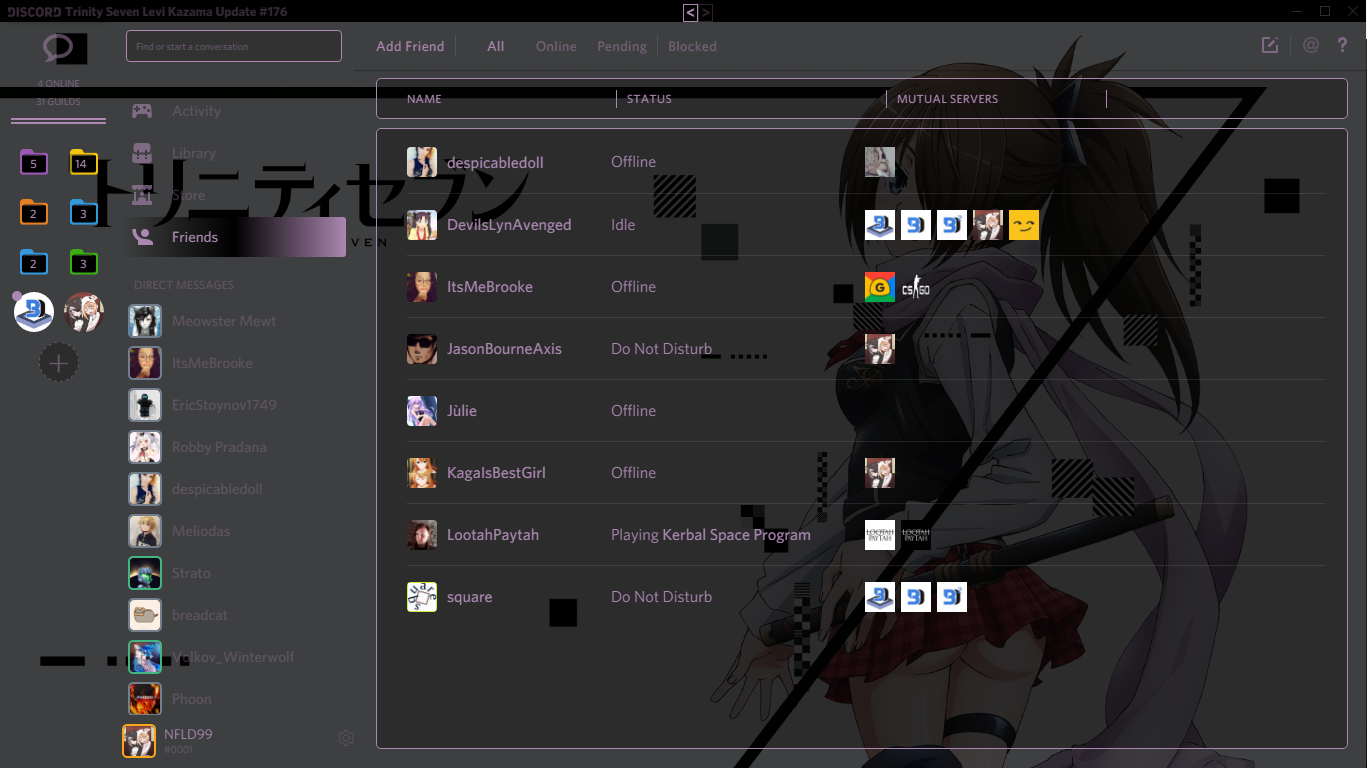 DISCORD Trinity Seven Levi Kazama Update #176
< >
Find or start a conversation
Add Friend All Online Pending Blocked
@ ?
4 ONLINE
31 GUILDS
Activity
Library
Store
Friends
トリニティセブン
VEN
5 14
2 3
2 3
DIRECT MESSAGES
Meowster Mewt
ItsMeBrooke
EricStoynov1749
Robby Pradana
despicabledoll
Meliodas
Strato
breadcat
Volkov_Winterwolf
Phoon
NFLD99
#0001
NAME STATUS MUTUAL SERVERS
despicabledoll Offline
DevilsLynAvenged Idle
ItsMeBrooke Offline G CS GO
JasonBourneAxis Do Not Disturb
Jùlie Offline
KagaIsBestGirl Offline
LootahPaytah Playing Kerbal Space Program LOOTAH PAYTAH LOOTAH PAYTAH
square Do Not Disturb